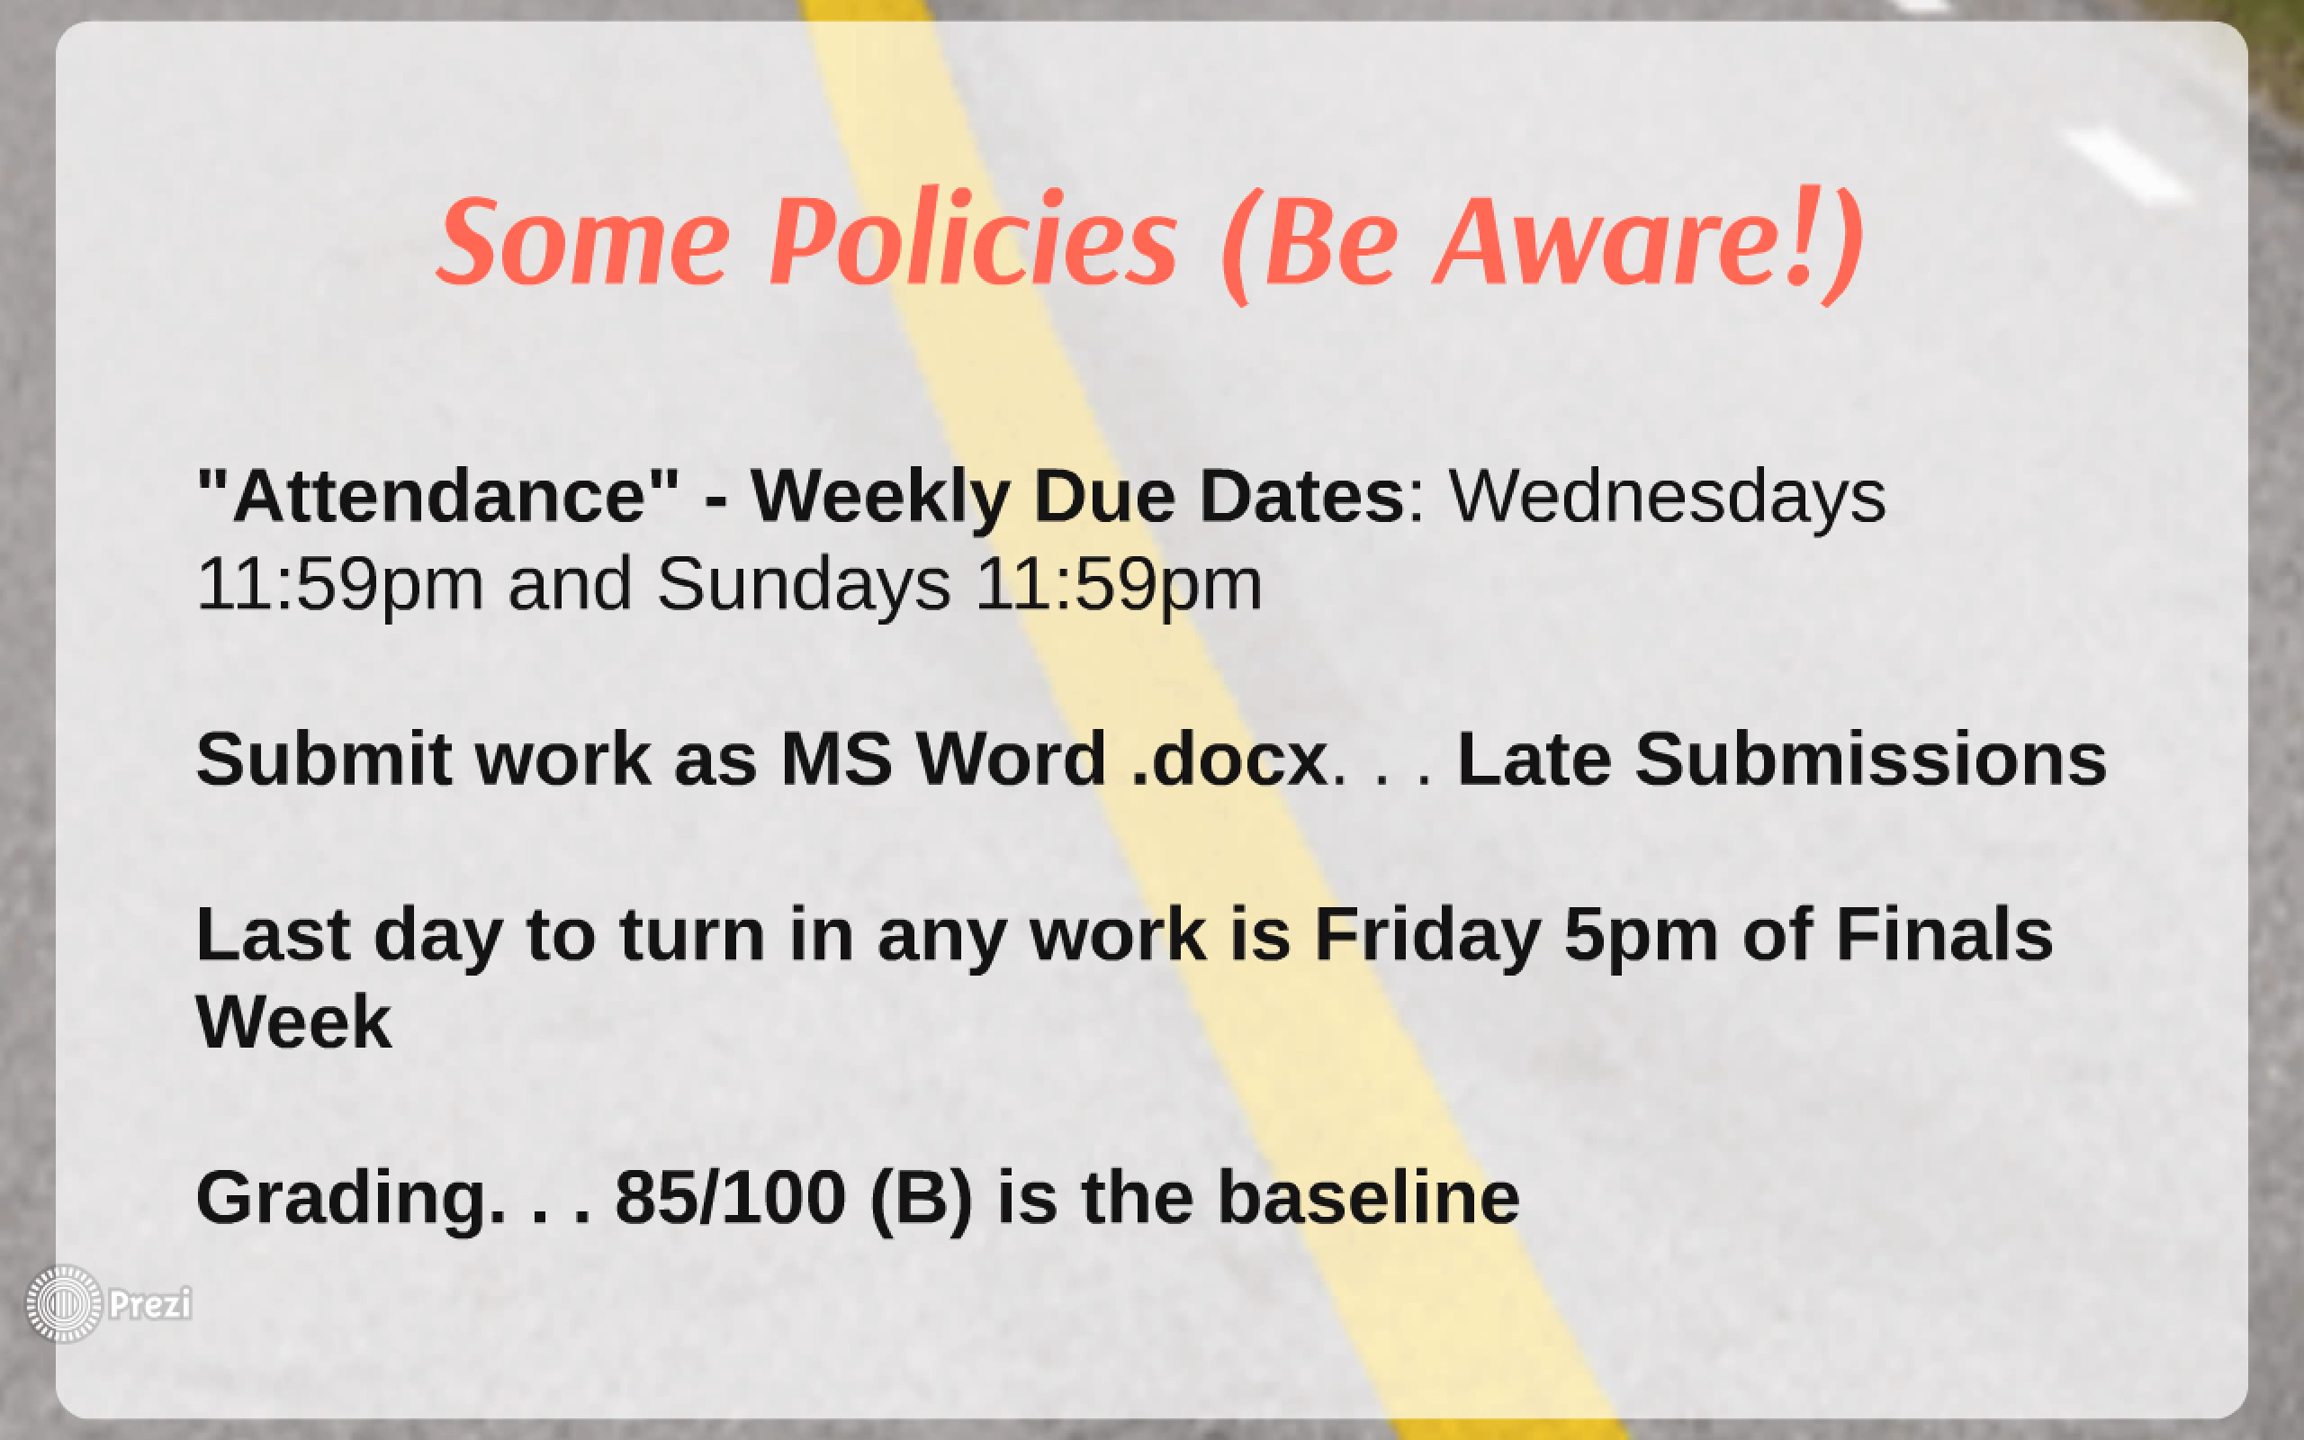 Some Policies (Be Aware!)
"Attendance" - Weekly Due Dates: Wednesdays
11:59pm and Sundays 11:59pm
Submit work as MS Word .docx. . . Late Submissions
Last day to turn in any work is Friday 5pm of Finals
Week
Grading. . . 85/100 (B) is the baseline
Prezi